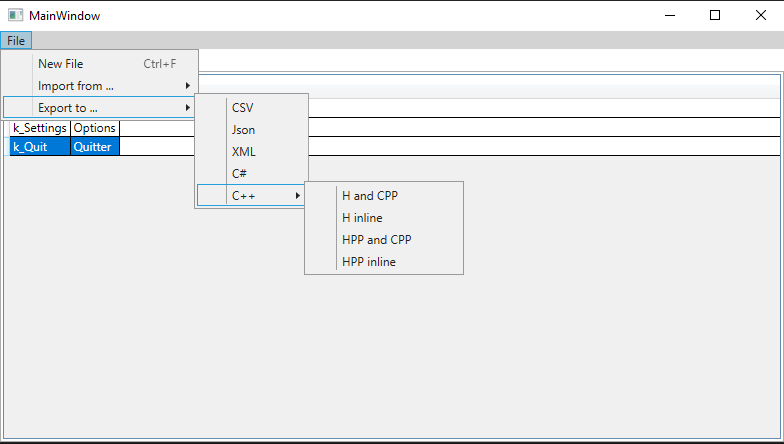 MainWindow
File
New File Ctrl+F
Import from ...
Export to ...
CSV
Json
XML
C#
C++
H and CPP
H inline
HPP and CPP
HPP inline
k_Settings Options
k_Quit Quitter